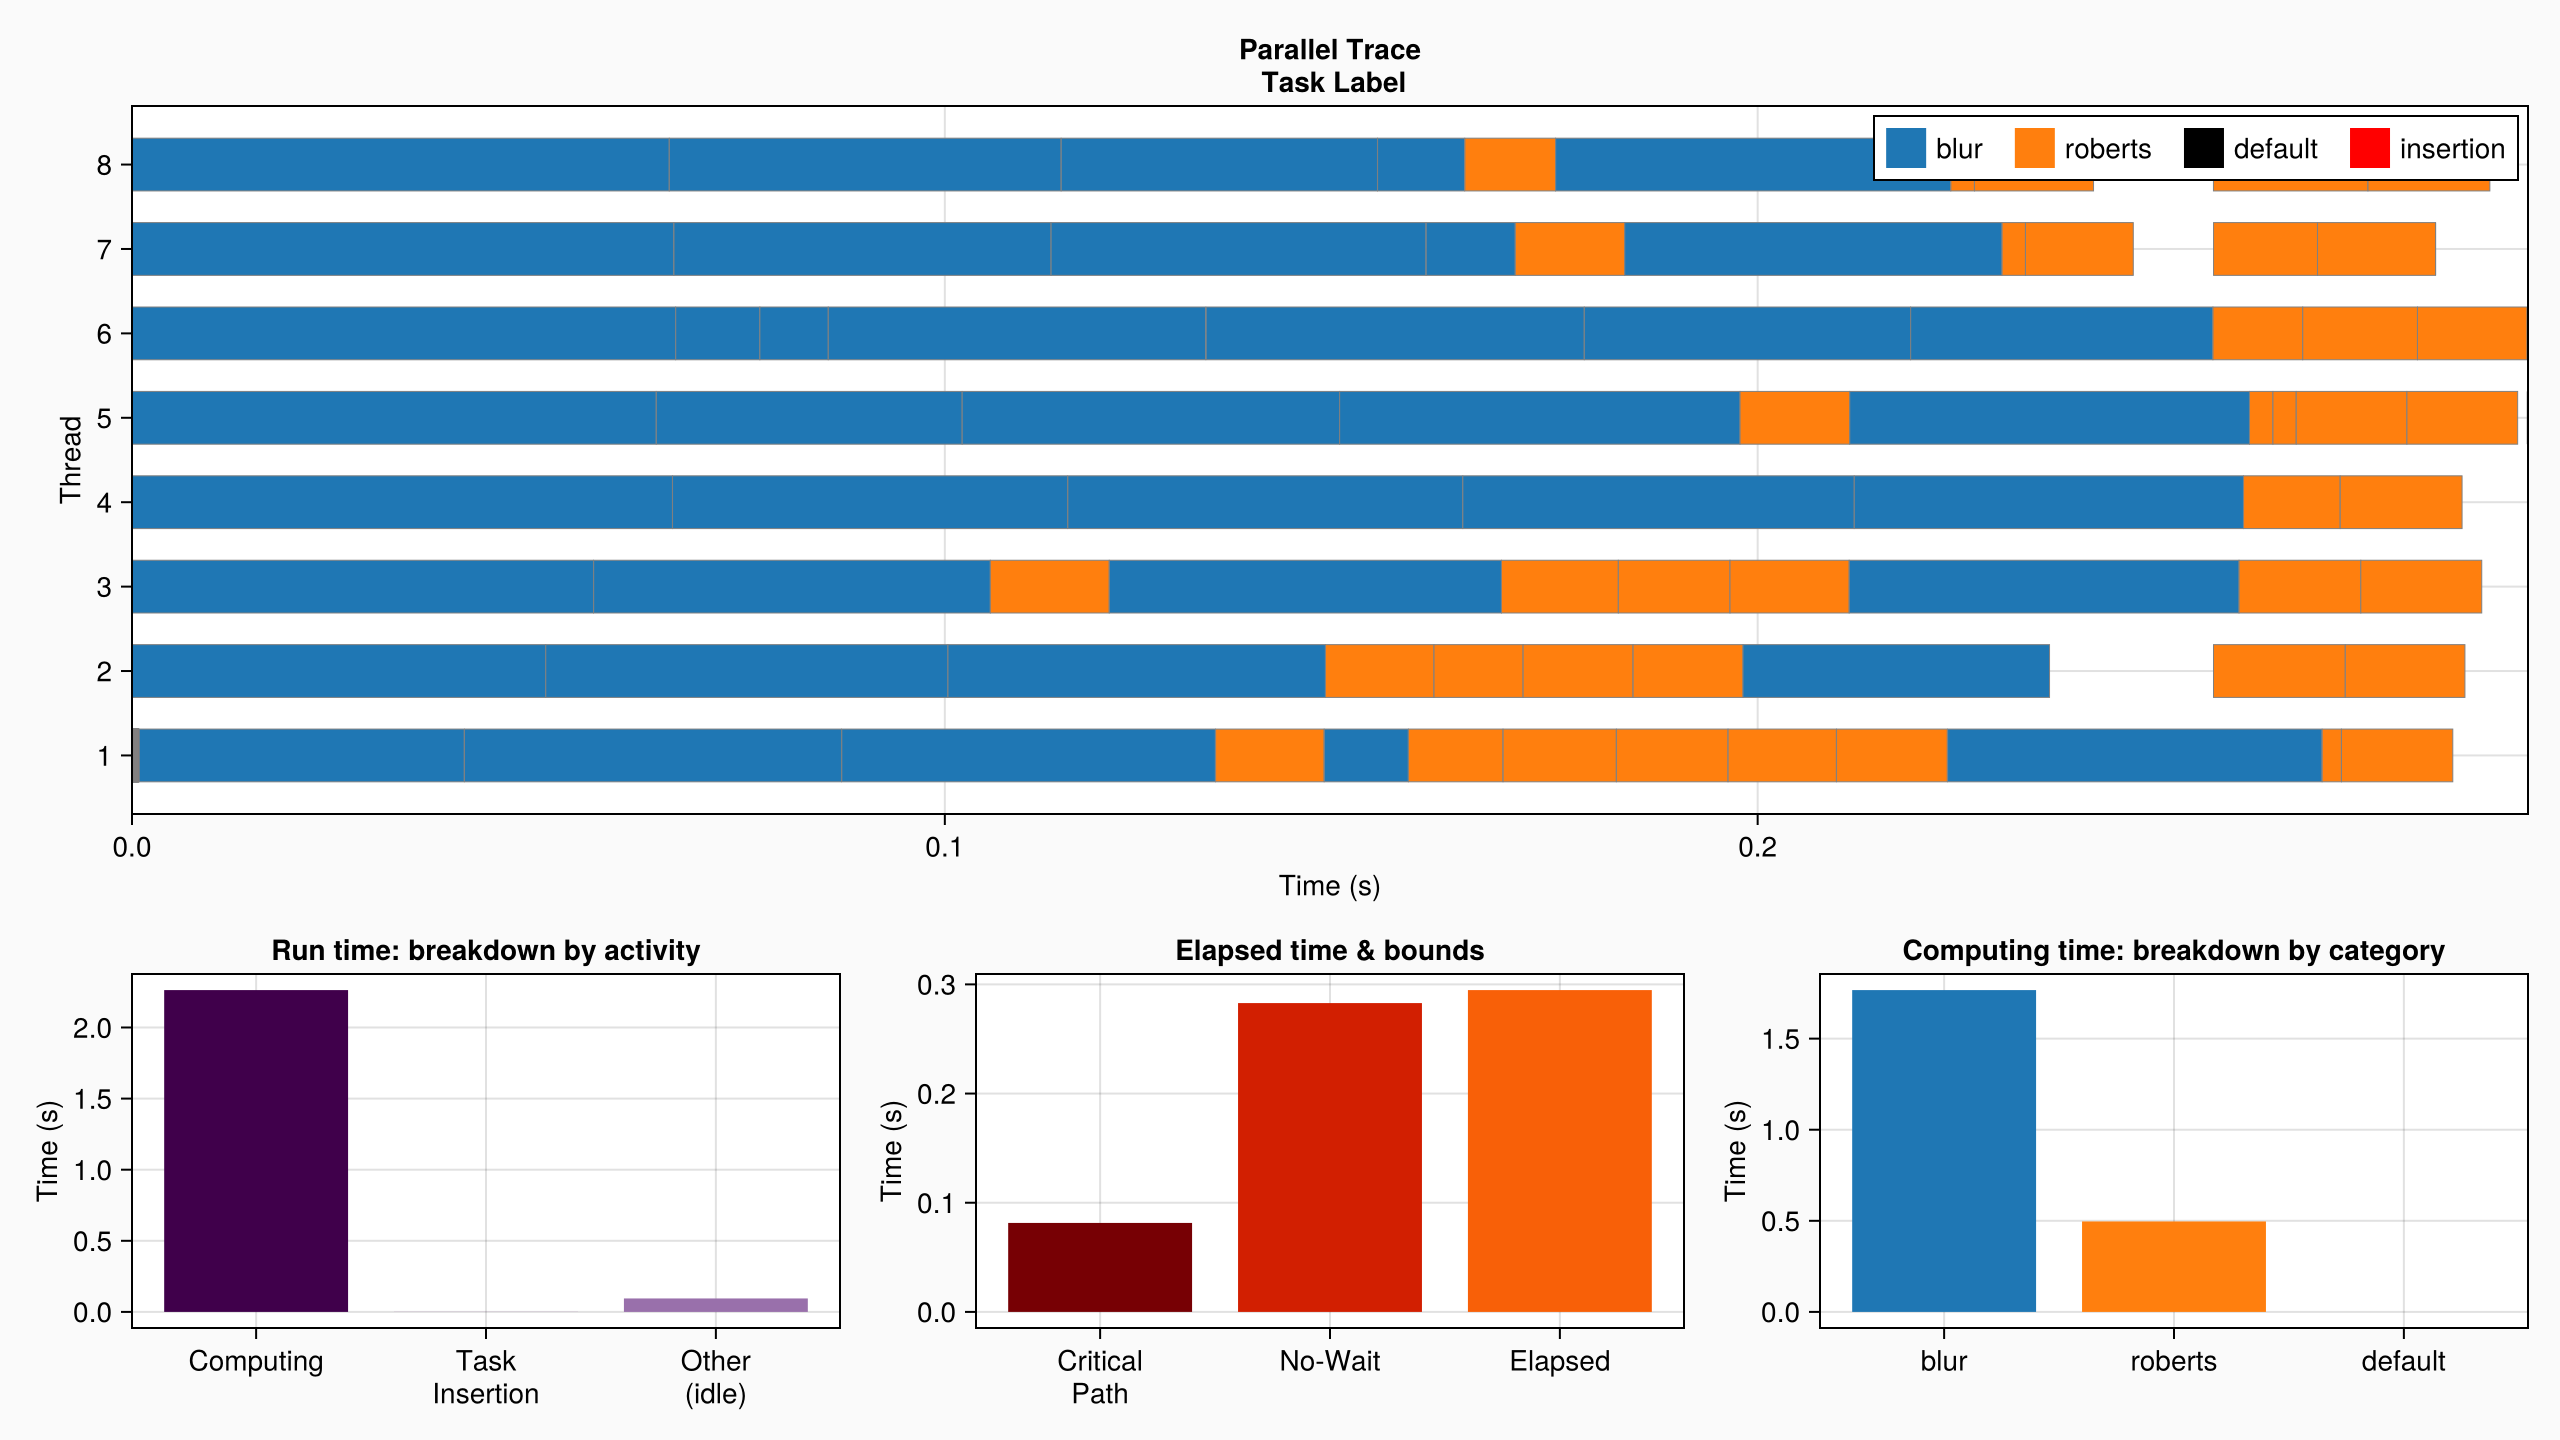 Parallel Trace
Task Label
blur roberts default insertion
8
7
6
5
4
3
2
1
Thread
0.0 0.1 0.2
Time (s)
Run time: breakdown by activity
2.0
1.5
1.0
0.5
0.0
Time (s)
Computing Task Insertion Other (idle)
Elapsed time & bounds
0.3
0.2
0.1
0.0
Time (s)
Critical Path No-Wait Elapsed
Computing time: breakdown by category
1.5
1.0
0.5
0.0
Time (s)
blur roberts default